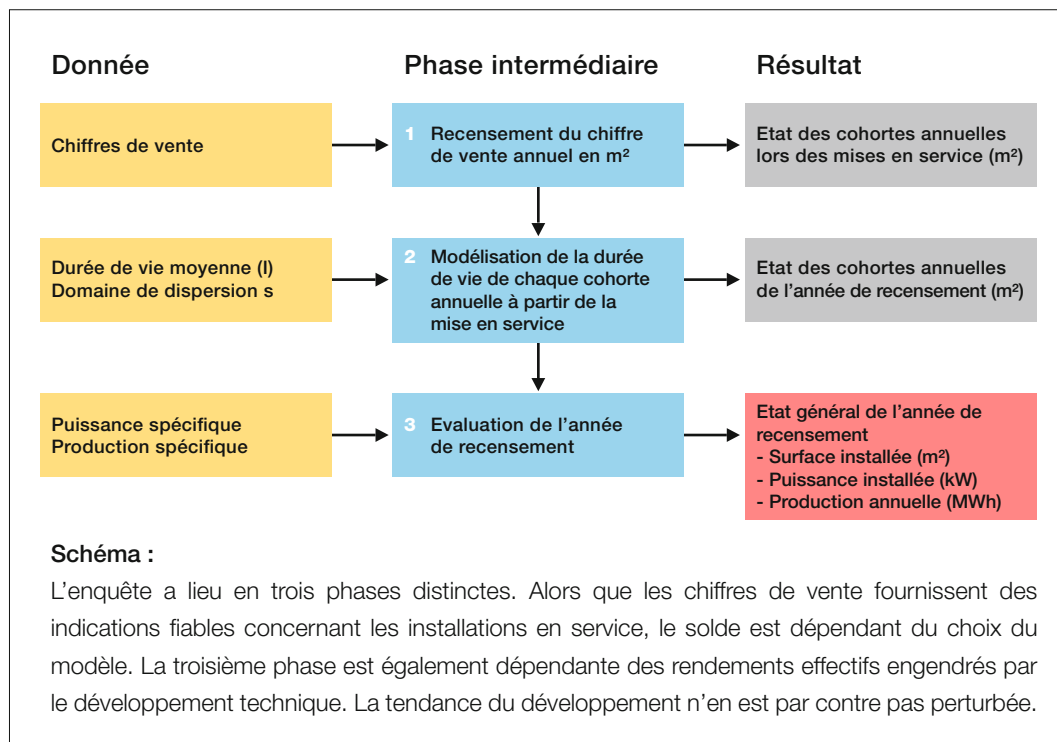 Donnée
Phase intermédiaire
Résultat
Chiffres de vente
1 Recensement du chiffre
de vente annuel en m²
Etat des cohortes annuelles
lors des mises en service (m²)
Durée de vie moyenne (l)
Domaine de dispersion s
2 Modélisation de la durée
de vie de chaque cohorte
annuelle à partir de la
mise en service
Etat des cohortes annuelles
de l'année de recensement (m²)
Puissance spécifique
Production spécifique
3 Evaluation de l'année
de recensement
Etat général de l'année de
recensement
- Surface installée (m²)
- Puissance installée (kW)
- Production annuelle (MWh)
Schéma :
L'enquête a lieu en trois phases distinctes. Alors que les chiffres de vente fournissent des
indications fiables concernant les installations en service, le solde est dépendant du choix du
modèle. La troisième phase est également dépendante des rendements effectifs engendrés par
le développement technique. La tendance du développement n'en est par contre pas perturbée.